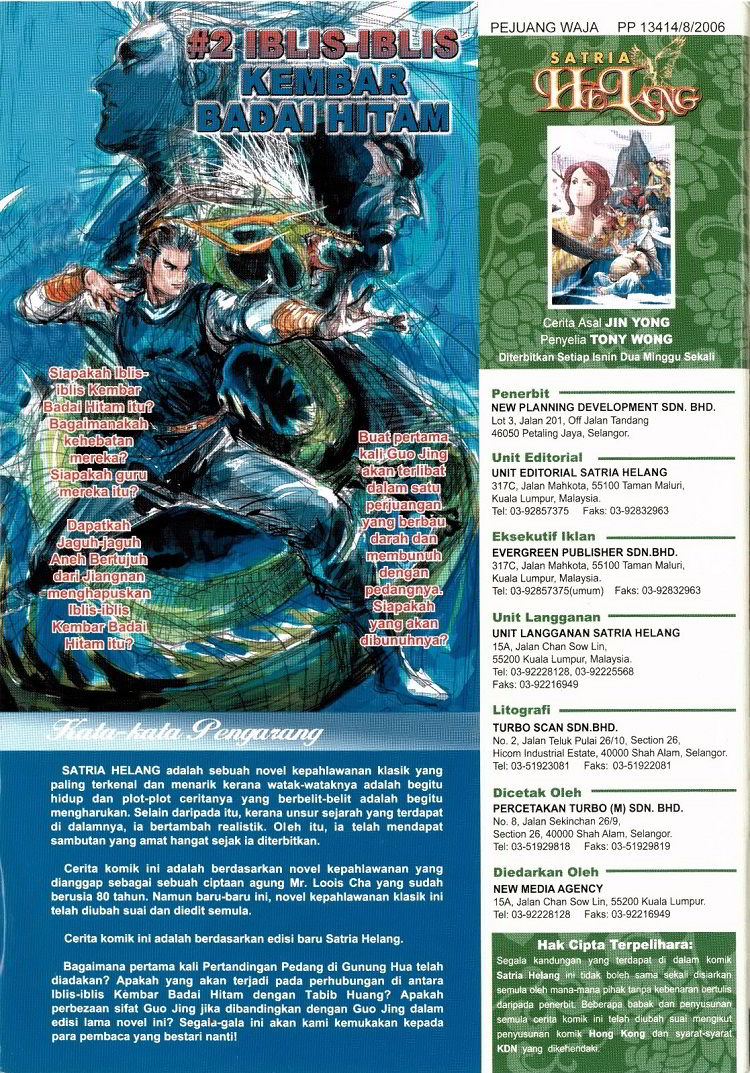 #2 IBLIS-IBLIS
KEMBAR
BADAI HITAM
Siapakah Iblis-
iblis Kembar
Badai Hitam itu?
Bagaimanakah
kehebatan
mereka?
Siapakah guru
mereka itu?
Dapatkah
Jaguh-jaguh
Aneh Bertujuh
dari Jiangnan
menghapuskan
Iblis-iblis
Kembar Badai
Hitam itu?
Buat pertama
kali Guo Jing
akan terlibat
dalam satu
perjuangan
yang berbau
darah dan
membunuh
dengan
pedangnya.
Siapakah
yang akan
dibunuhnya?
Kata-kata Pengarang
SATRIA HELANG adalah sebuah novel kepahlawanan klasik yang
paling terkenal dan menarik kerana watak-wataknya adalah begitu
hidup dan plot-plot ceritanya yang berbelit-belit adalah begitu
mengharukan. Selain daripada itu, kerana unsur sejarah yang terdapat
di dalamnya, ia bertambah realistik. Oleh itu, ia telah mendapat
sambutan yang amat hangat sejak ia diterbitkan.
Cerita komik ini adalah berdasarkan novel kepahlawanan yang
dianggap sebagai sebuah ciptaan agung Mr. Loois Cha yang sudah
berusia 80 tahun. Namun baru-baru ini, novel kepahlawanan klasik ini
telah diubah suai dan diedit semula.
Cerita komik ini adalah berdasarkan edisi baru Satria Helang.
Bagaimana pertama kali Pertandingan Pedang di Gunung Hua telah
diadakan? Apakah yang akan terjadi pada perhubungan di antara
Iblis-iblis Kembar Badai Hitam dengan Tabib Huang? Apakah
perbezaan sifat Guo Jing jika dibandingkan dengan Guo Jing dalam
edisi lama novel ini? Segala-gala ini akan kami kemukakan kepada
para pembaca yang bestari nanti!
PEJUANG WAJA PP 13414/8/2006
SATRIA
HELANG
Cerita Asal JIN YONG
Penyelia TONY WONG
Diterbitkan Setiap Isnin Dua Minggu Sekali
Penerbit
NEW PLANNING DEVELOPMENT SDN. BHD.
Lot 3, Jalan 201, Off Jalan Tandang
46050 Petaling Jaya, Selangor.
Unit Editorial
UNIT EDITORIAL SATRIA HELANG
317C, Jalan Mahkota, 55100 Taman Maluri,
Kuala Lumpur, Malaysia.
Tel: 03-92857375 Faks: 03-92832963
Eksekutif Iklan
EVERGREEN PUBLISHER SDN.BHD.
317C, Jalan Mahkota, 55100 Taman Maluri,
Kuala Lumpur, Malaysia.
Tel: 03-92857375(umum) Faks: 03-92832963
Unit Langganan
UNIT LANGGANAN SATRIA HELANG
15A, Jalan Chan Sow Lin,
55200 Kuala Lumpur, Malaysia.
Tel: 03-92228128, 03-92225568
Faks: 03-92216949
Litografi
TURBO SCAN SDN.BHD.
No. 2, Jalan Teluk Pulai 26/10, Section 26,
Hicom Industrial Estate, 40000 Shah Alam, Selangor.
Tel: 03-51923081 Faks: 03-51922081
Dicetak Oleh
PERCETAKAN TURBO (M) SDN. BHD.
No. 8, Jalan Sekinchan 26/9,
Section 26, 40000 Shah Alam, Selangor.
Tel: 03-51929818 Faks: 03-51929819
Diedarkan Oleh
NEW MEDIA AGENCY
15A, Jalan Chan Sow Lin, 55200 Kuala Lumpur.
Tel: 03-92228128 Faks: 03-92216949
Hak Cipta Terpelihara:
Segala kandungan yang terdapat di dalam komik
Satria Helang ini tidak boleh sama sekali disiarkan
semula oleh mana-mana pihak tanpa kebenaran bertulis
daripada penerbit. Beberapa babak dan penyusunan
semula cerita komik ini telah diubah suai mengikut
penyusunan komik Hong Kong dan syarat-syarat
KDN yang dikehendaki.